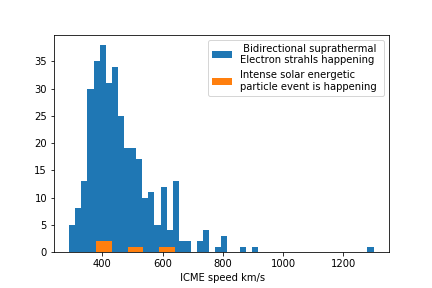 Bidirectional suprathermal
Electron strahls happening
Intense solar energetic
particle event is happening
35
30
25
20
15
10
5
0
400 600 800 1000 1200
ICME speed km/s